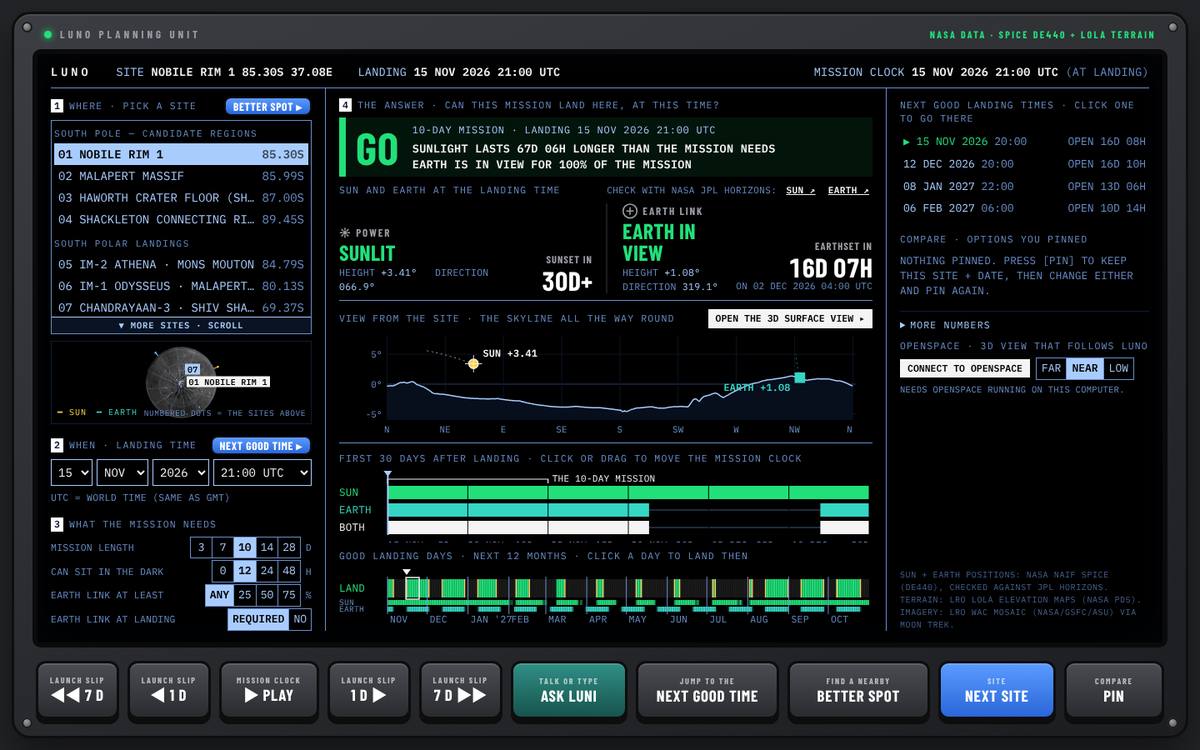 LUNO PLANNING UNIT
NASA DATA · SPICE DE440 + LOLA TERRAIN
LUNO SITE NOBILE RIM 1 85.30S 37.08E LANDING 15 NOV 2026 21:00 UTC MISSION CLOCK 15 NOV 2026 21:00 UTC (AT LANDING)
1 WHERE · PICK A SITE BETTER SPOT ▶
SOUTH POLE — CANDIDATE REGIONS
01 NOBILE RIM 1 85.30S
02 MALAPERT MASSIF 85.99S
03 HAWORTH CRATER FLOOR (SH… 87.00S
04 SHACKLETON CONNECTING RI… 89.45S
SOUTH POLAR LANDINGS
05 IM-2 ATHENA · MONS MOUTON 84.79S
06 IM-1 ODYSSEUS · MALAPERT… 80.13S
07 CHANDRAYAAN-3 · SHIV SHA… 69.37S
▼ MORE SITES · SCROLL
07
01 NOBILE RIM 1
SUN EARTH NUMBERED DOTS = THE SITES ABOVE
2 WHEN · LANDING TIME NEXT GOOD TIME ▶
15 NOV 2026 21:00 UTC
UTC = WORLD TIME (SAME AS GMT)
3 WHAT THE MISSION NEEDS
MISSION LENGTH 3 7 10 14 28 D
CAN SIT IN THE DARK 0 12 24 48 H
EARTH LINK AT LEAST ANY 25 50 75 %
EARTH LINK AT LANDING REQUIRED NO
4 THE ANSWER · CAN THIS MISSION LAND HERE, AT THIS TIME?
GO
10-DAY MISSION · LANDING 15 NOV 2026 21:00 UTC
SUNLIGHT LASTS 67D 06H LONGER THAN THE MISSION NEEDS
EARTH IS IN VIEW FOR 100% OF THE MISSION
SUN AND EARTH AT THE LANDING TIME CHECK WITH NASA JPL HORIZONS: SUN ↗ EARTH ↗
POWER
SUNLIT
HEIGHT +3.41° DIRECTION
066.9°
SUNSET IN
30D+
EARTH LINK
EARTH IN
VIEW
HEIGHT +1.08°
DIRECTION 319.1°
EARTHSET IN
16D 07H
ON 02 DEC 2026 04:00 UTC
VIEW FROM THE SITE · THE SKYLINE ALL THE WAY ROUND OPEN THE 3D SURFACE VIEW ▸
5°
0°
-5°
SUN +3.41
EARTH +1.08
N NE E SE S SW W NW N
FIRST 30 DAYS AFTER LANDING · CLICK OR DRAG TO MOVE THE MISSION CLOCK
THE 10-DAY MISSION
SUN
EARTH
BOTH
GOOD LANDING DAYS · NEXT 12 MONTHS · CLICK A DAY TO LAND THEN
LAND
SUN
EARTH
NOV DEC JAN '27 FEB MAR APR MAY JUN JUL AUG SEP OCT
NEXT GOOD LANDING TIMES · CLICK ONE
TO GO THERE
▶ 15 NOV 2026 20:00 OPEN 16D 08H
12 DEC 2026 20:00 OPEN 16D 10H
08 JAN 2027 22:00 OPEN 13D 06H
06 FEB 2027 06:00 OPEN 10D 14H
COMPARE · OPTIONS YOU PINNED
NOTHING PINNED. PRESS [PIN] TO KEEP
THIS SITE + DATE, THEN CHANGE EITHER
AND PIN AGAIN.
▶ MORE NUMBERS
OPENSPACE · 3D VIEW THAT FOLLOWS LUNO
CONNECT TO OPENSPACE FAR NEAR LOW
NEEDS OPENSPACE RUNNING ON THIS COMPUTER.
SUN + EARTH POSITIONS: NASA NAIF SPICE
(DE440), CHECKED AGAINST JPL HORIZONS.
TERRAIN: LRO LOLA ELEVATION MAPS (NASA PDS).
IMAGERY: LRO WAC MOSAIC (NASA/GSFC/ASU) VIA
MOON TREK.
LAUNCH SLIP
◀◀ 7 D
LAUNCH SLIP
◀ 1 D
MISSION CLOCK
▶ PLAY
LAUNCH SLIP
1 D ▶
LAUNCH SLIP
7 D ▶▶
TALK OR TYPE
ASK LUNI
JUMP TO THE
NEXT GOOD TIME
FIND A NEARBY
BETTER SPOT
SITE
NEXT SITE
COMPARE
PIN